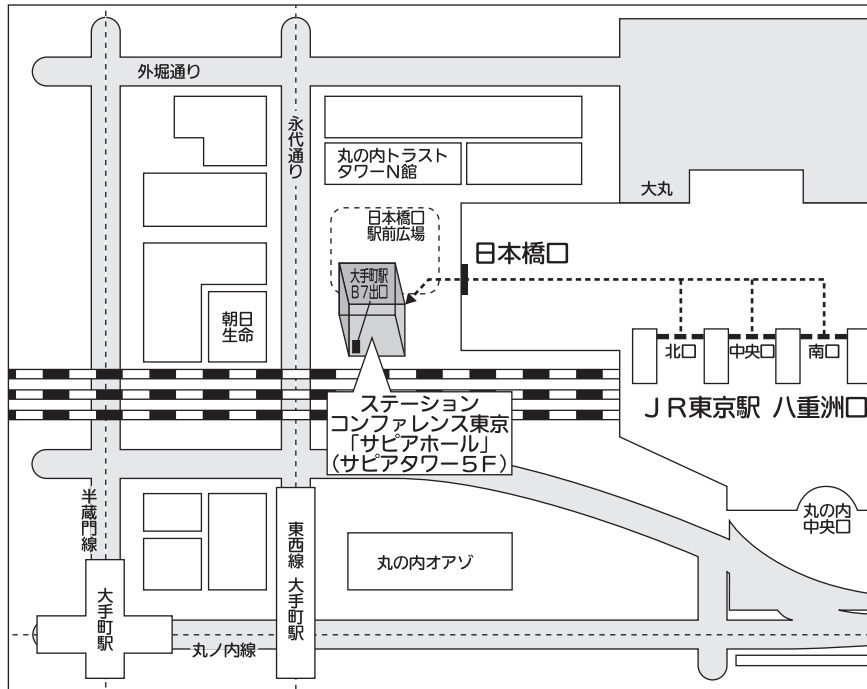 外堀通り
永代通り
丸の内トラスト
タワーN館
大丸
日本橋口
駅前広場
日本橋口
大手町駅
B7出口
朝日
生命
北口
中央口
南口
JR東京駅 八重洲口
ステーション
コンファレンス東京
「サピアホール」
(サピアタワー5F)
半蔵門線
東西線 大手町駅
丸の内オアゾ
丸の内
中央口
大手町駅
丸ノ内線